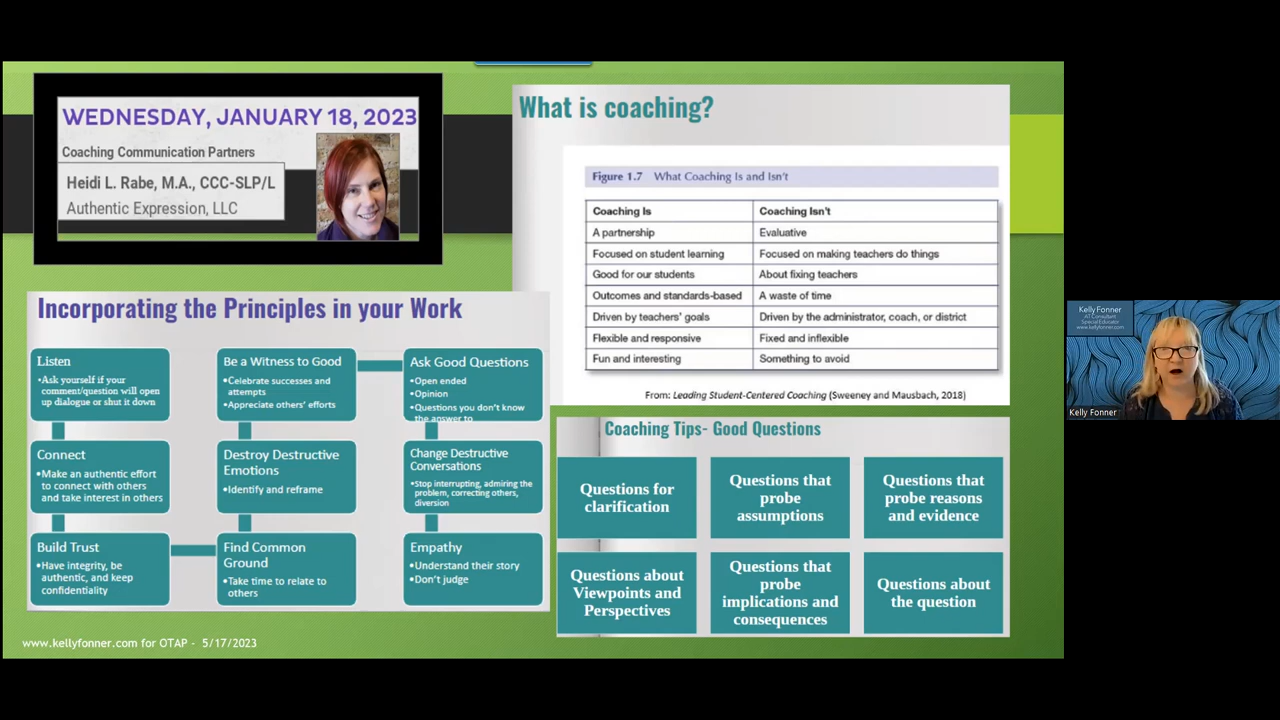 WEDNESDAY, JANUARY 18, 2023
Coaching Communication Partners
Heidi L. Rabe, M.A., CCC-SLP/L
Authentic Expression, LLC
What is coaching?
Figure 1.7 What Coaching Is and Isn't
Coaching Is Coaching Isn't
A partnership Evaluative
Focused on student learning Focused on making teachers do things
Good for our students About fixing teachers
Outcomes and standards-based A waste of time
Driven by teachers' goals Driven by the administrator, coach, or district
Flexible and responsive Fixed and inflexible
Fun and interesting Something to avoid
From: Leading Student-Centered Coaching (Sweeney and Mausbach, 2018)
Incorporating the Principles in your Work
Listen
•Ask yourself if your
comment/question will open
up dialogue or shut it down
Connect
•Make an authentic effort
to connect with others
and take interest in others
Build Trust
•Have integrity, be
authentic, and keep
confidentiality
Find Common
Ground
•Take time to relate to
others
Destroy Destructive
Emotions
•Identify and reframe
Be a Witness to Good
•Celebrate successes and
attempts
•Appreciate others' efforts
Ask Good Questions
•Open ended
•Opinion
•Questions you don't know
the answer to
Change Destructive
Conversations
•Stop interrupting, admiring the
problem, correcting others,
diversion
Empathy
•Understand their story
•Don't judge
Coaching Tips- Good Questions
Questions for
clarification
Questions that
probe
assumptions
Questions that
probe reasons
and evidence
Questions about
Viewpoints and
Perspectives
Questions that
probe
implications and
consequences
Questions about
the question
www.kellyfonner.com for OTAP - 5/17/2023
Kelly Fonner
AT Consultant
Special Educator
www.kellyfonner.com
Kelly Fonner